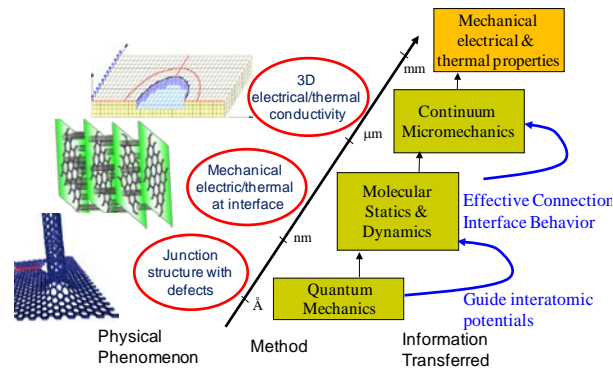 Mechanical
electrical &
thermal properties
mm
3D
electrical/thermal
conductivity
Continuum
Micromechanics
μm
Mechanical
electric/thermal
at interface
Molecular
Statics &
Dynamics
Effective Connection
Interface Behavior
nm
Junction
structure with
defects
Quantum
Mechanics
Å
Guide interatomic
potentials
Physical
Phenomenon
Method
Information
Transferred